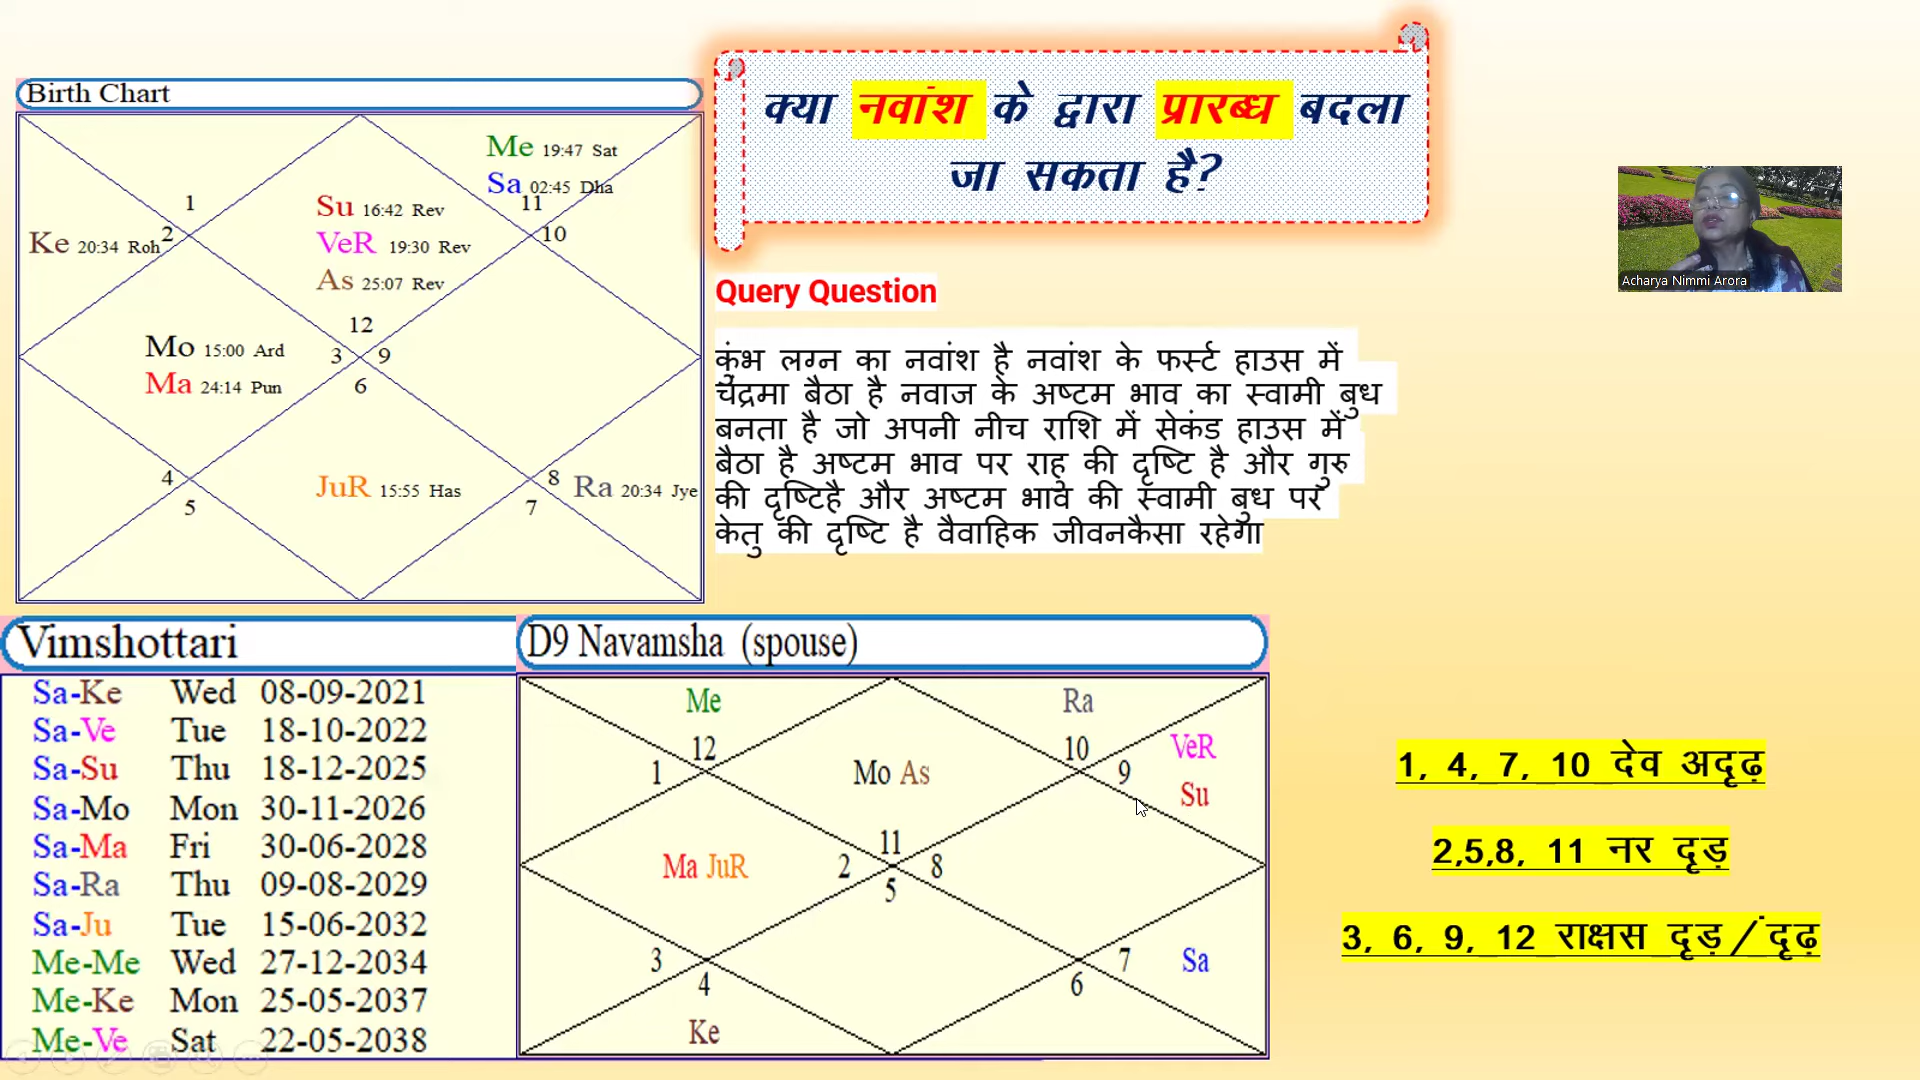 Birth Chart
Me 19:47 Sat
Sa 02:45 Dha
1
Su 16:42 Rev
11
Ke 20:34 Roh
2
VeR 19:30 Rev
10
As 25:07 Rev
12
Mo 15:00 Ard
3
9
Ma 24:14 Pun
6
4
JuR 15:55 Has
8
Ra 20:34 Jye
5
7
क्या नवांश के द्वारा प्रारब्ध बदला
जा सकता है?
Acharya Nimmi Arora
Query Question
कुंभ लग्न का नवांश है नवांश के फर्स्ट हाउस में
चंद्रमा बैठा है नवाज के अष्टम भाव का स्वामी बुध
बनता है जो अपनी नीच राशि में सेकंड हाउस में
बैठा है अष्टम भाव पर राहु की दृष्टि है और गुरु
की दृष्टिहै और अष्टम भाव की स्वामी बुध पर
केतु की दृष्टि है वैवाहिक जीवनकैसा रहेगा
Vimshottari
Sa-Ke Wed 08-09-2021
Sa-Ve Tue 18-10-2022
Sa-Su Thu 18-12-2025
Sa-Mo Mon 30-11-2026
Sa-Ma Fri 30-06-2028
Sa-Ra Thu 09-08-2029
Sa-Ju Tue 15-06-2032
Me-Me Wed 27-12-2034
Me-Ke Mon 25-05-2037
Me-Ve Sat 22-05-2038
D9 Navamsha (spouse)
Me
Ra
12
10
VeR
1
Mo As
9
Su
11
Ma JuR
2
8
5
3
7
Sa
4
6
Ke
1, 4, 7, 10 देव अदृढ़
2,5,8, 11 नर दृड़
3, 6, 9, 12 राक्षस दृड़/दृंढ़